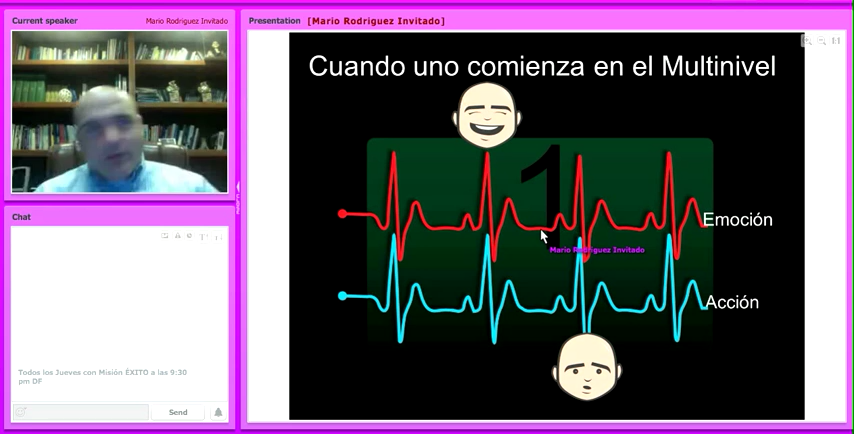 Current speaker
Mario Rodriguez Invitado
Presentation [Mario Rodriguez Invitado]
Cuando uno comienza en el Multinivel
1
Emoción
Mario Rodriguez Invitado
Acción
Chat
Todos los Jueves con Misión ÉXITO a las 9:30
pm DF
Send